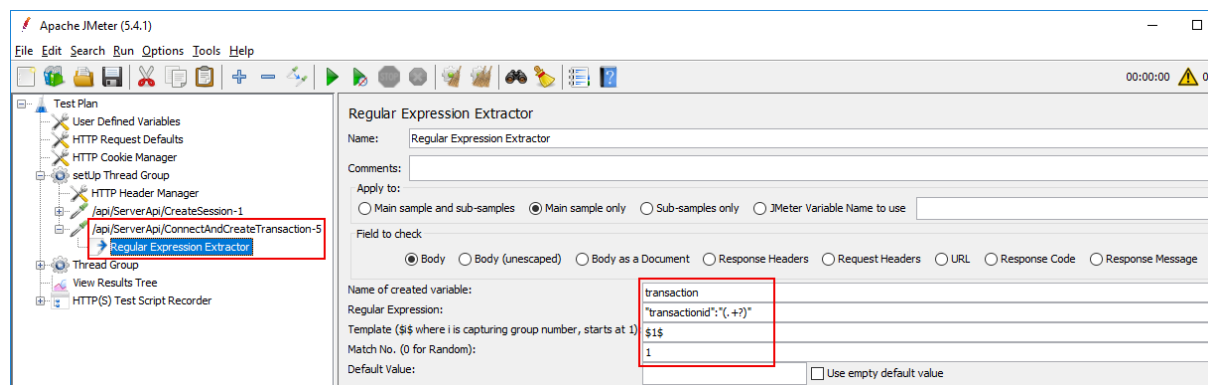 Apache JMeter (5.4.1)
File Edit Search Run Options Tools Help
00:00:00 0
Test Plan
User Defined Variables
HTTP Request Defaults
HTTP Cookie Manager
setUp Thread Group
HTTP Header Manager
/api/ServerApi/CreateSession-1
/api/ServerApi/ConnectAndCreateTransaction-5
Regular Expression Extractor
Thread Group
View Results Tree
HTTP(S) Test Script Recorder
Regular Expression Extractor
Name: Regular Expression Extractor
Comments:
Apply to:
Main sample and sub-samples Main sample only Sub-samples only JMeter Variable Name to use
Field to check
Body Body (unescaped) Body as a Document Response Headers Request Headers URL Response Code Response Message
Name of created variable: transaction
Regular Expression: "transactionid":"(.+?)"
Template ($i$ where i is capturing group number, starts at 1): $1$
Match No. (0 for Random): 1
Default Value: Use empty default value